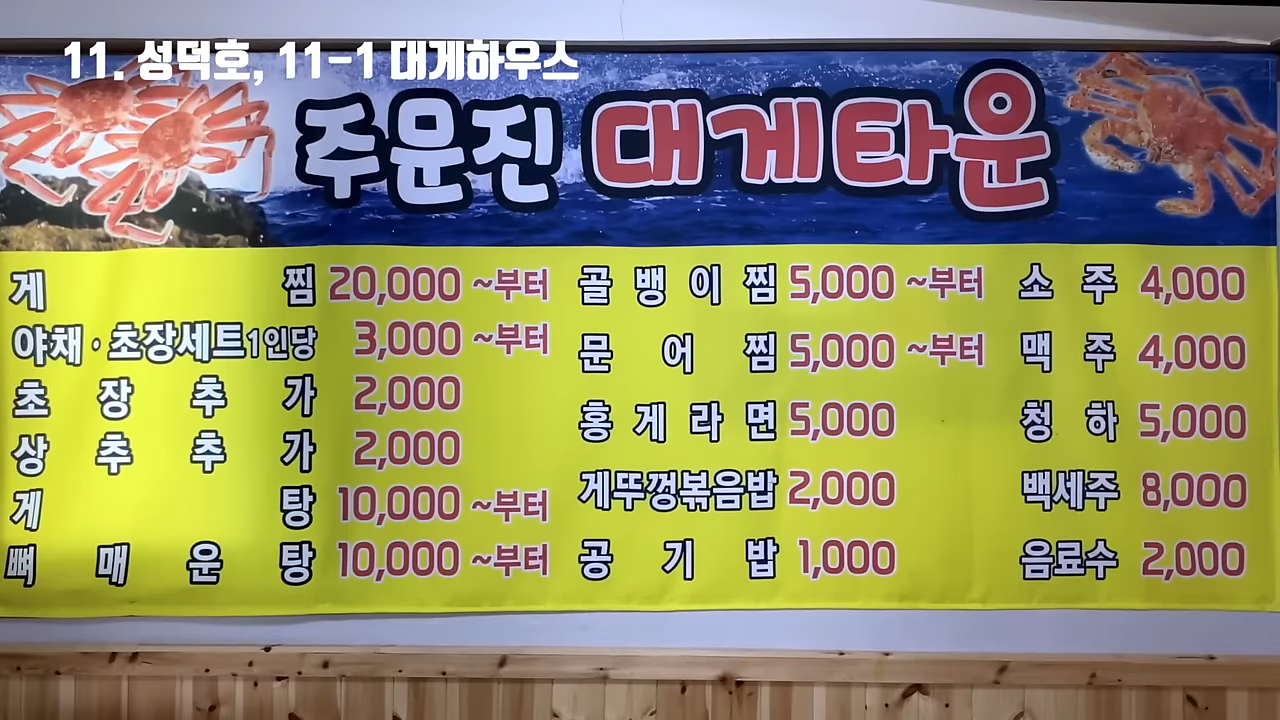 11. 성덕호, 11-1 대게하우스
주문진 대게타운
게찜 20,000 ~부터
야채·초장세트1인당 3,000 ~부터
초장추가 2,000
상추추가 2,000
게탕 10,000 ~부터
뼈매운탕 10,000 ~부터
골뱅이찜 5,000 ~부터
문어찜 5,000 ~부터
홍게라면 5,000
게뚜껑볶음밥 2,000
공기밥 1,000
소주 4,000
맥주 4,000
청하 5,000
백세주 8,000
음료수 2,000